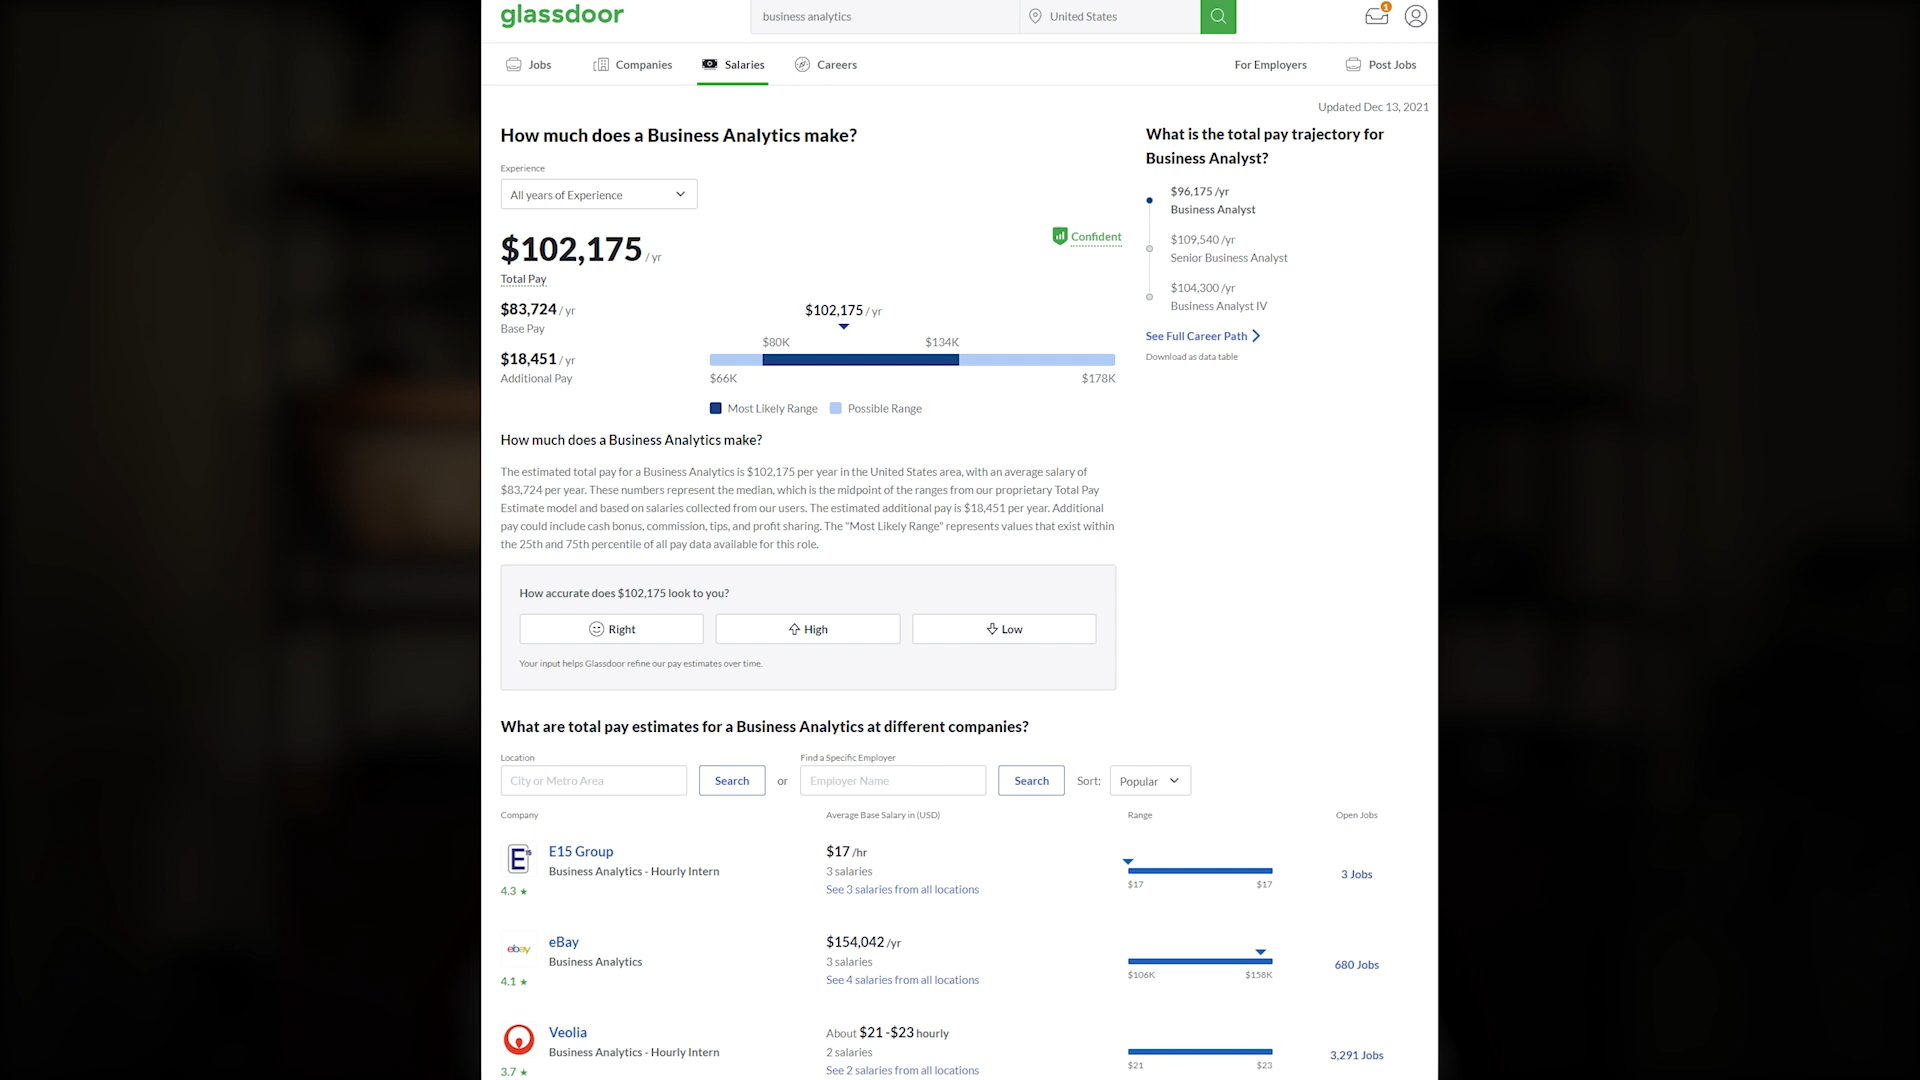 glassdoor
business analytics
United States
1
Jobs
Companies
Salaries
Careers
For Employers
Post Jobs
Updated Dec 13, 2021
How much does a Business Analytics make?
Experience
All years of Experience
$102,175 / yr
Total Pay
Confident
$83,724 / yr
Base Pay
$18,451 / yr
Additional Pay
$102,175 / yr
$80K
$134K
$66K
$178K
Most Likely Range
Possible Range
What is the total pay trajectory for
Business Analyst?
$96,175 /yr
Business Analyst
$109,540 /yr
Senior Business Analyst
$104,300 /yr
Business Analyst IV
See Full Career Path
Download as data table
How much does a Business Analytics make?
The estimated total pay for a Business Analytics is $102,175 per year in the United States area, with an average salary of
$83,724 per year. These numbers represent the median, which is the midpoint of the ranges from our proprietary Total Pay
Estimate model and based on salaries collected from our users. The estimated additional pay is $18,451 per year. Additional
pay could include cash bonus, commission, tips, and profit sharing. The "Most Likely Range" represents values that exist within
the 25th and 75th percentile of all pay data available for this role.
How accurate does $102,175 look to you?
Right
High
Low
Your input helps Glassdoor refine our pay estimates over time.
What are total pay estimates for a Business Analytics at different companies?
Location
City or Metro Area
Search
or
Find a Specific Employer
Employer Name
Search
Sort:
Popular
Company
Average Base Salary in (USD)
Range
Open Jobs
E15
E15 Group
Business Analytics - Hourly Intern
4.3 ★
$17 /hr
3 salaries
See 3 salaries from all locations
$17
$17
3 Jobs
ebay
eBay
Business Analytics
4.1 ★
$154,042 /yr
3 salaries
See 4 salaries from all locations
$106K
$158K
680 Jobs
Veolia
Business Analytics - Hourly Intern
3.7 ★
About $21 -$23 hourly
2 salaries
See 2 salaries from all locations
$21
$23
3,291 Jobs